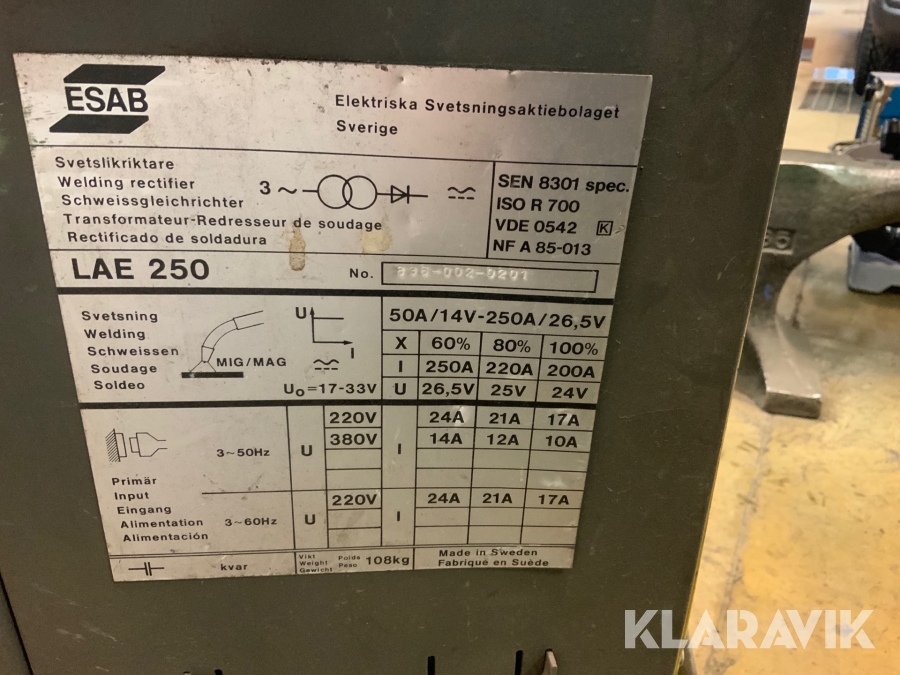 ESAB
Elektriska Svetsningsaktiebolaget
Sverige
Svetslikriktare
Welding rectifier
Schweissgleichrichter
Transformateur-Redresseur de soudage
Rectificado de soldadura
3 ~
SEN 8301 spec.
ISO R 700
VDE 0542 K
NF A 85-013
LAE 250
No. 835-002-0201
Svetsning
Welding
Schweissen
Soudage
Soldeo
MIG/MAG
U
I
U₀=17-33V
50A/14V-250A/26,5V
X 60% 80% 100%
I 250A 220A 200A
U 26,5V 25V 24V
Primär
Input
Eingang
Alimentation
Alimentación
3~50Hz U 220V I 24A 21A 17A
380V 14A 12A 10A
3~60Hz U 220V I 24A 21A 17A
kvar
Vikt Poids
Weight Peso 108kg
Gewicht
Made in Sweden
Fabriqué en Suède
KLARAVIK